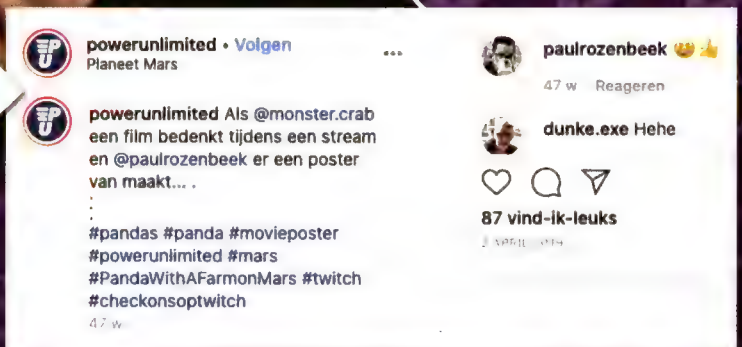 powerunlimited • Volgen
Planeet Mars
powerunlimited Als @monster.crab
een film bedenkt tijdens een stream
en @paulrozenbeek er een poster
van maakt... .
.
.
#pandas #panda #movieposter
#powerunlimited #mars
#PandaWithAFarmonMars #twitch
#checkonsoptwitch
47 w
paulrozenbeek 😂 👍
47 w Reageren
dunke.exe Hehe
87 vind-ik-leuks
APRIL